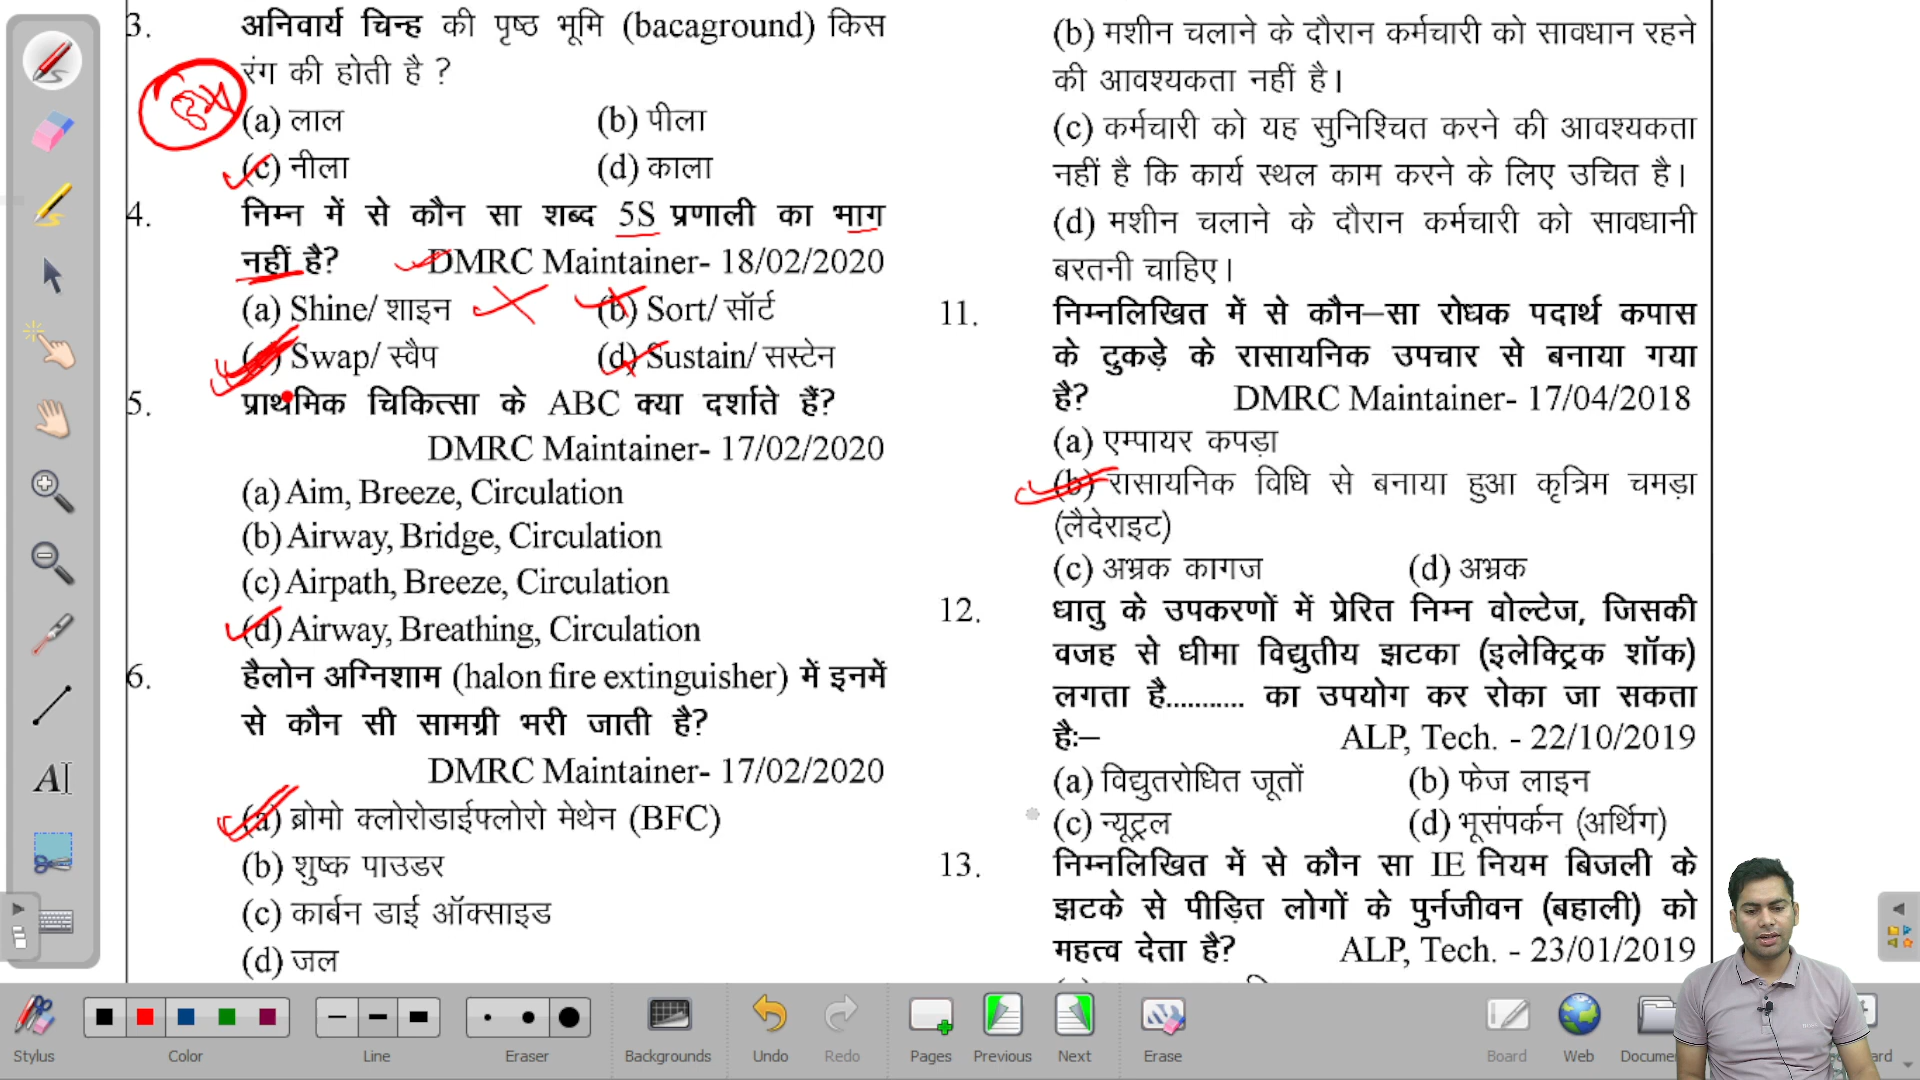 3. अनिवार्य चिन्ह की पृष्ठ भूमि (bacaground) किस
रंग की होती है ?
(a) लाल (b) पीला
(c) नीला (d) काला
4. निम्न में से कौन सा शब्द 5S प्रणाली का भाग
नहीं है? DMRC Maintainer- 18/02/2020
(a) Shine/ शाइन (b) Sort/ सॉर्ट
(c) Swap/ स्वैप (d) Sustain/ सस्टेन
5. प्राथमिक चिकित्सा के ABC क्या दर्शाते हैं?
DMRC Maintainer- 17/02/2020
(a) Aim, Breeze, Circulation
(b) Airway, Bridge, Circulation
(c) Airpath, Breeze, Circulation
(d) Airway, Breathing, Circulation
6. हैलोन अग्निशाम (halon fire extinguisher) में इनमें
से कौन सी सामग्री भरी जाती है?
DMRC Maintainer- 17/02/2020
(a) ब्रोमो क्लोरोडाईफ्लोरो मेथेन (BFC)
(b) शुष्क पाउडर
(c) कार्बन डाई ऑक्साइड
(d) जल
(b) मशीन चलाने के दौरान कर्मचारी को सावधान रहने
की आवश्यकता नहीं है।
(c) कर्मचारी को यह सुनिश्चित करने की आवश्यकता
नहीं है कि कार्य स्थल काम करने के लिए उचित है।
(d) मशीन चलाने के दौरान कर्मचारी को सावधानी
बरतनी चाहिए।
11. निम्नलिखित में से कौन–सा रोधक पदार्थ कपास
के टुकड़े के रासायनिक उपचार से बनाया गया
है? DMRC Maintainer- 17/04/2018
(a) एम्पायर कपड़ा
(b) रासायनिक विधि से बनाया हुआ कृत्रिम चमड़ा
(लैदेराइट)
(c) अभ्रक कागज (d) अभ्रक
12. धातु के उपकरणों में प्रेरित निम्न वोल्टेज, जिसकी
वजह से धीमा विद्युतीय झटका (इलेक्ट्रिक शॉक)
लगता है........... का उपयोग कर रोका जा सकता
हैः– ALP, Tech. - 22/10/2019
(a) विद्युतरोधित जूतों (b) फेज लाइन
(c) न्यूट्रल (d) भूसंपर्कन (अर्थिग)
13. निम्नलिखित में से कौन सा IE नियम बिजली के
झटके से पीड़ित लोगों के पुर्नजीवन (बहाली) को
महत्व देता है? ALP, Tech. - 23/01/2019
Stylus Color Line Eraser Backgrounds Undo Redo Pages Previous Next Erase Board Web